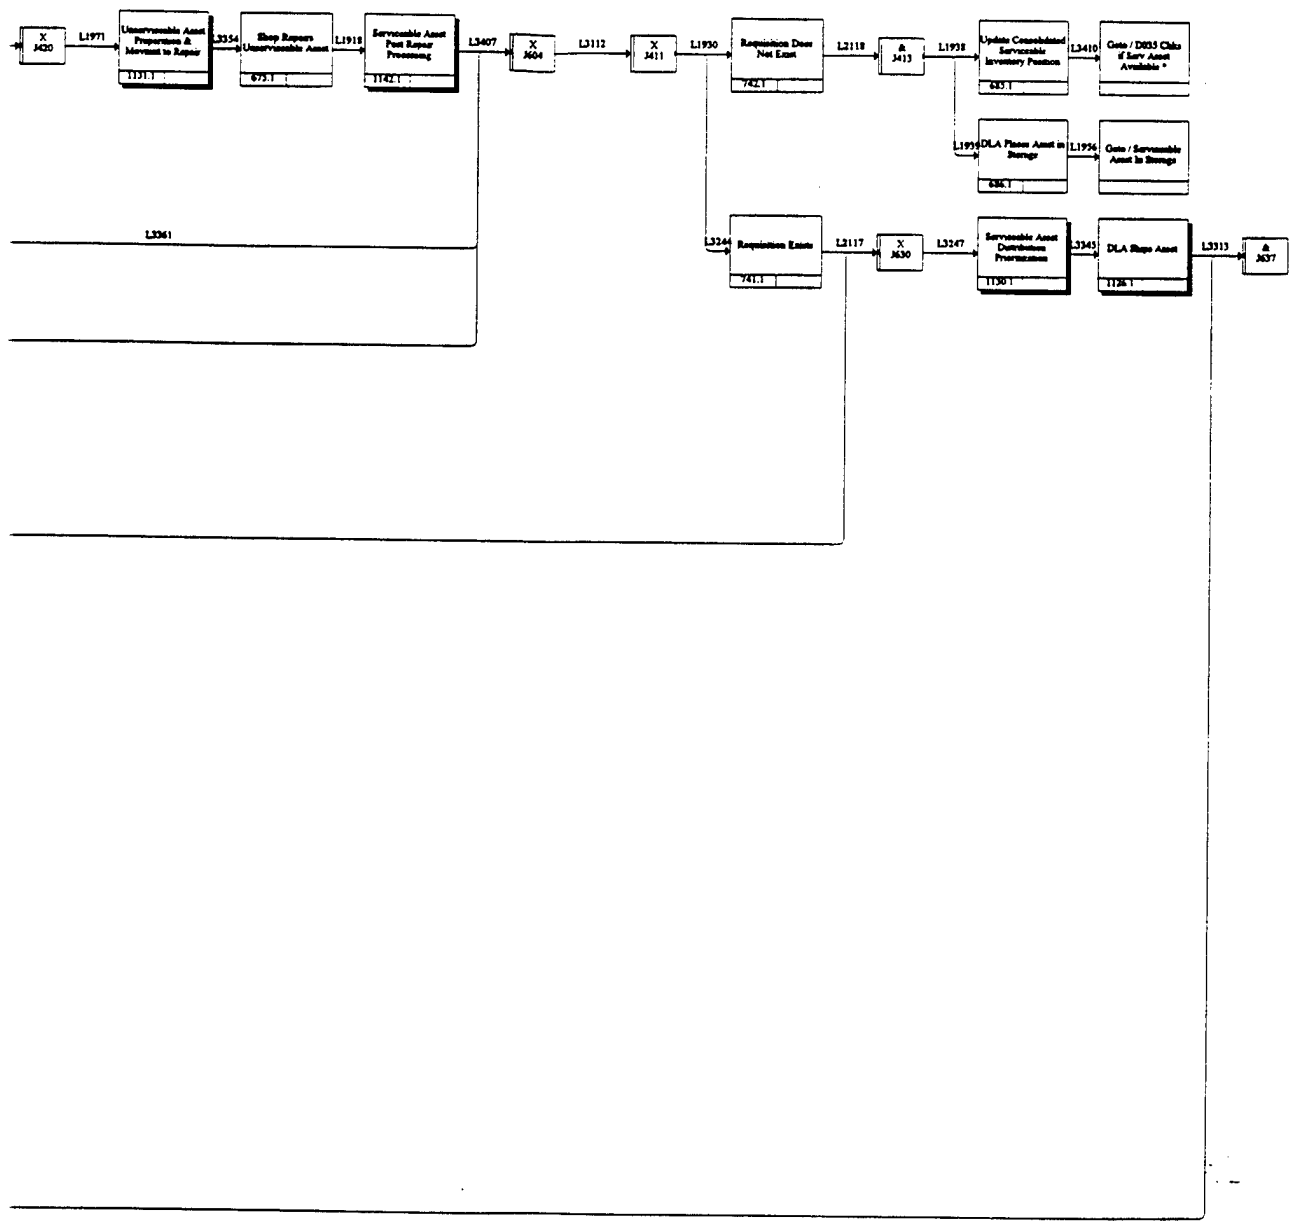 X
J420
L1971
Unserviceable Asset
Preparation &
Movmnt to Repair
1131.1
L3354
Shop Repairs
Unserviceable Asset
673.1
L1918
Serviceable Asset
Post Repair
Processing
1142.1
L3407
X
J604
L3112
X
J411
L1930
Requisition Does
Not Exist
742.1
L2118
&
J413
L1938
Update Consolidated
Serviceable
Inventory Position
685.1
L3410
Goto / D035 Chks
if Serv Asset
Available *
L1939
DLA Places Asset in
Storage
686.1
L1956
Goto / Serviceable
Asset In Storage
L3361
L3244
Requisition Exists
741.1
L2117
X
J630
L3247
Serviceable Asset
Distribution
Prioritization
1130.1
L3345
DLA Ships Asset
1126.1
L3313
&
J637